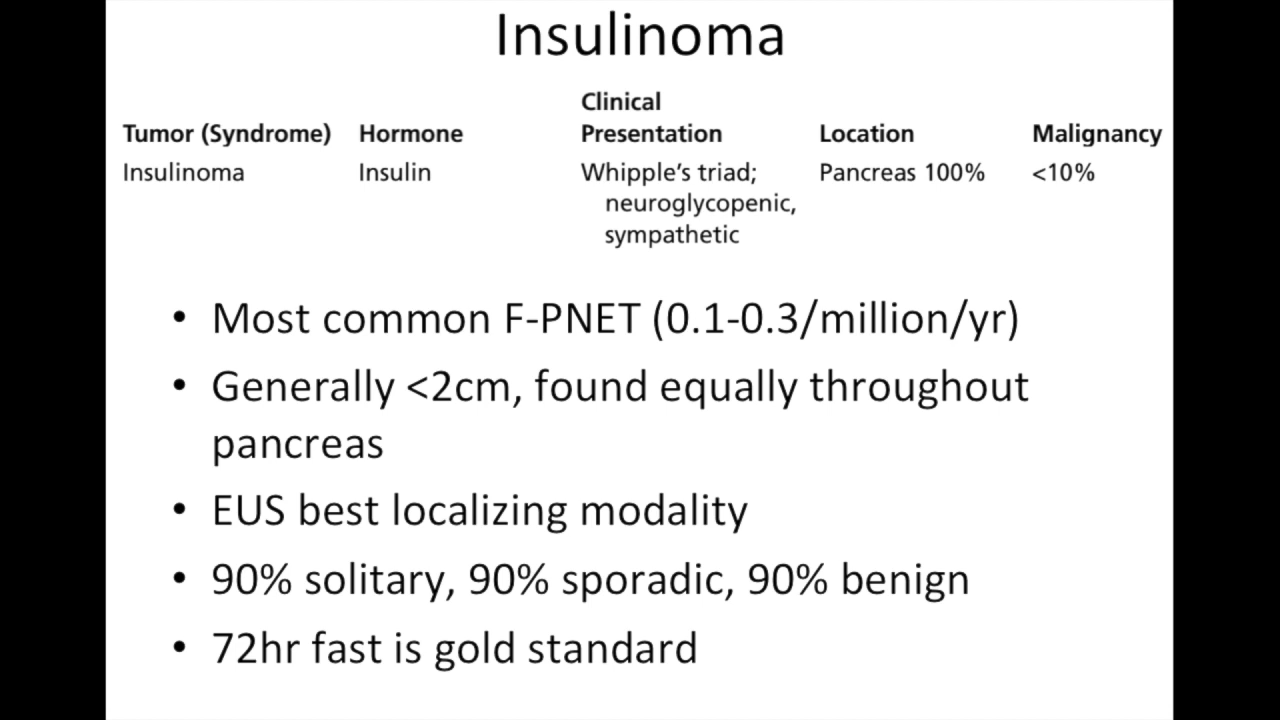 Insulinoma
Clinical
Tumor (Syndrome) Hormone Presentation Location Malignancy
Insulinoma Insulin Whipple’s triad; Pancreas 100% <10%
neuroglycopenic,
sympathetic
• Most common F-PNET (0.1-0.3/million/yr)
• Generally <2cm, found equally throughout
pancreas
• EUS best localizing modality
• 90% solitary, 90% sporadic, 90% benign
• 72hr fast is gold standard